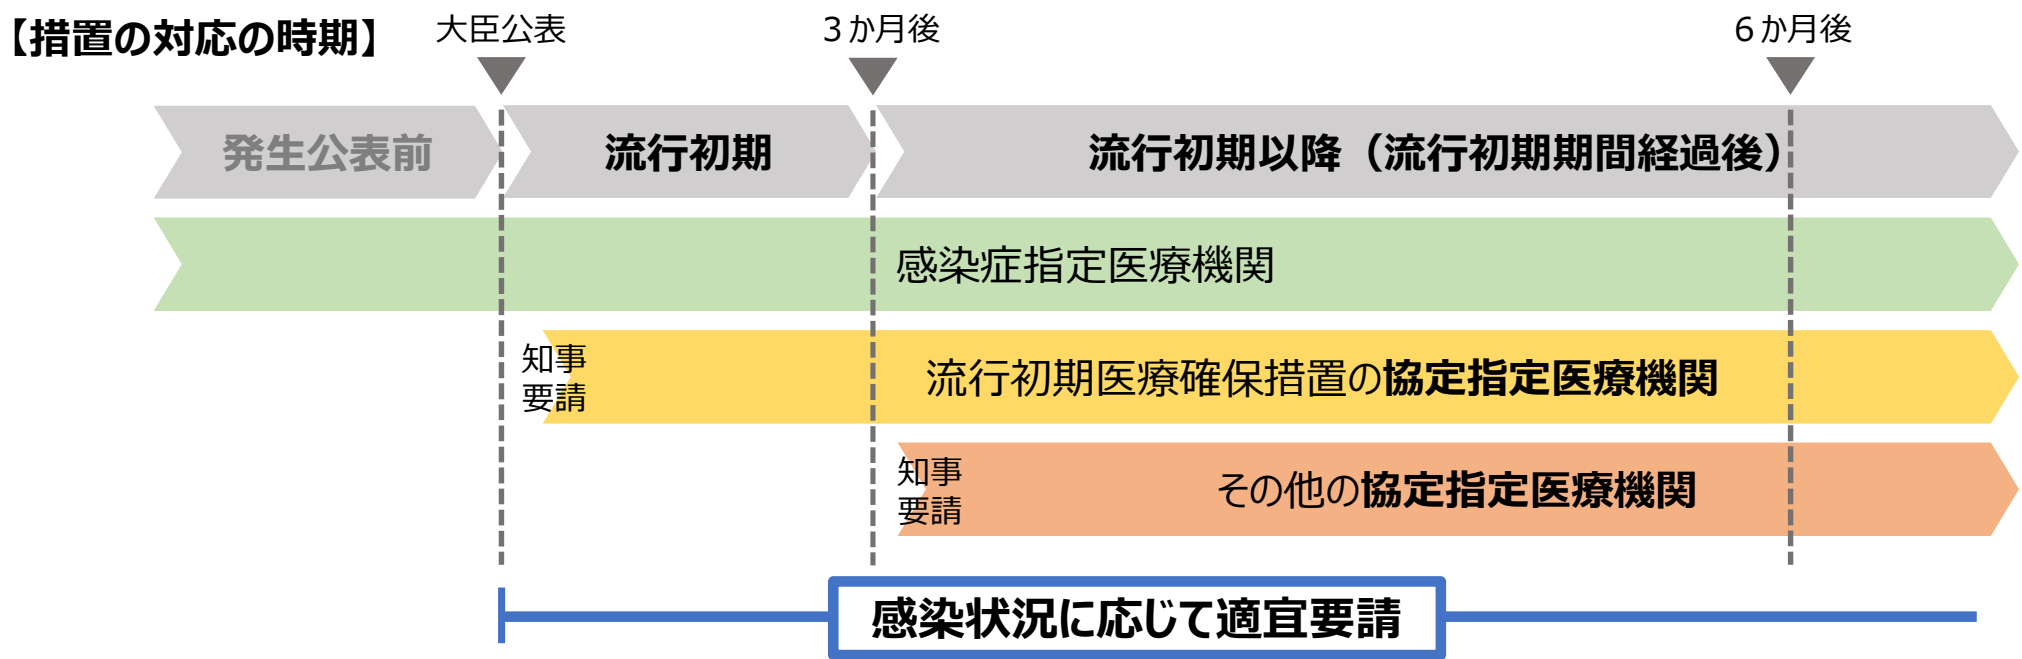 【措置の対応の時期】
大臣公表
３か月後
６か月後
発生公表前
流行初期
流行初期以降（流行初期期間経過後）
感染症指定医療機関
知事
要請
流行初期医療確保措置の協定指定医療機関
知事
要請
その他の協定指定医療機関
感染状況に応じて適宜要請